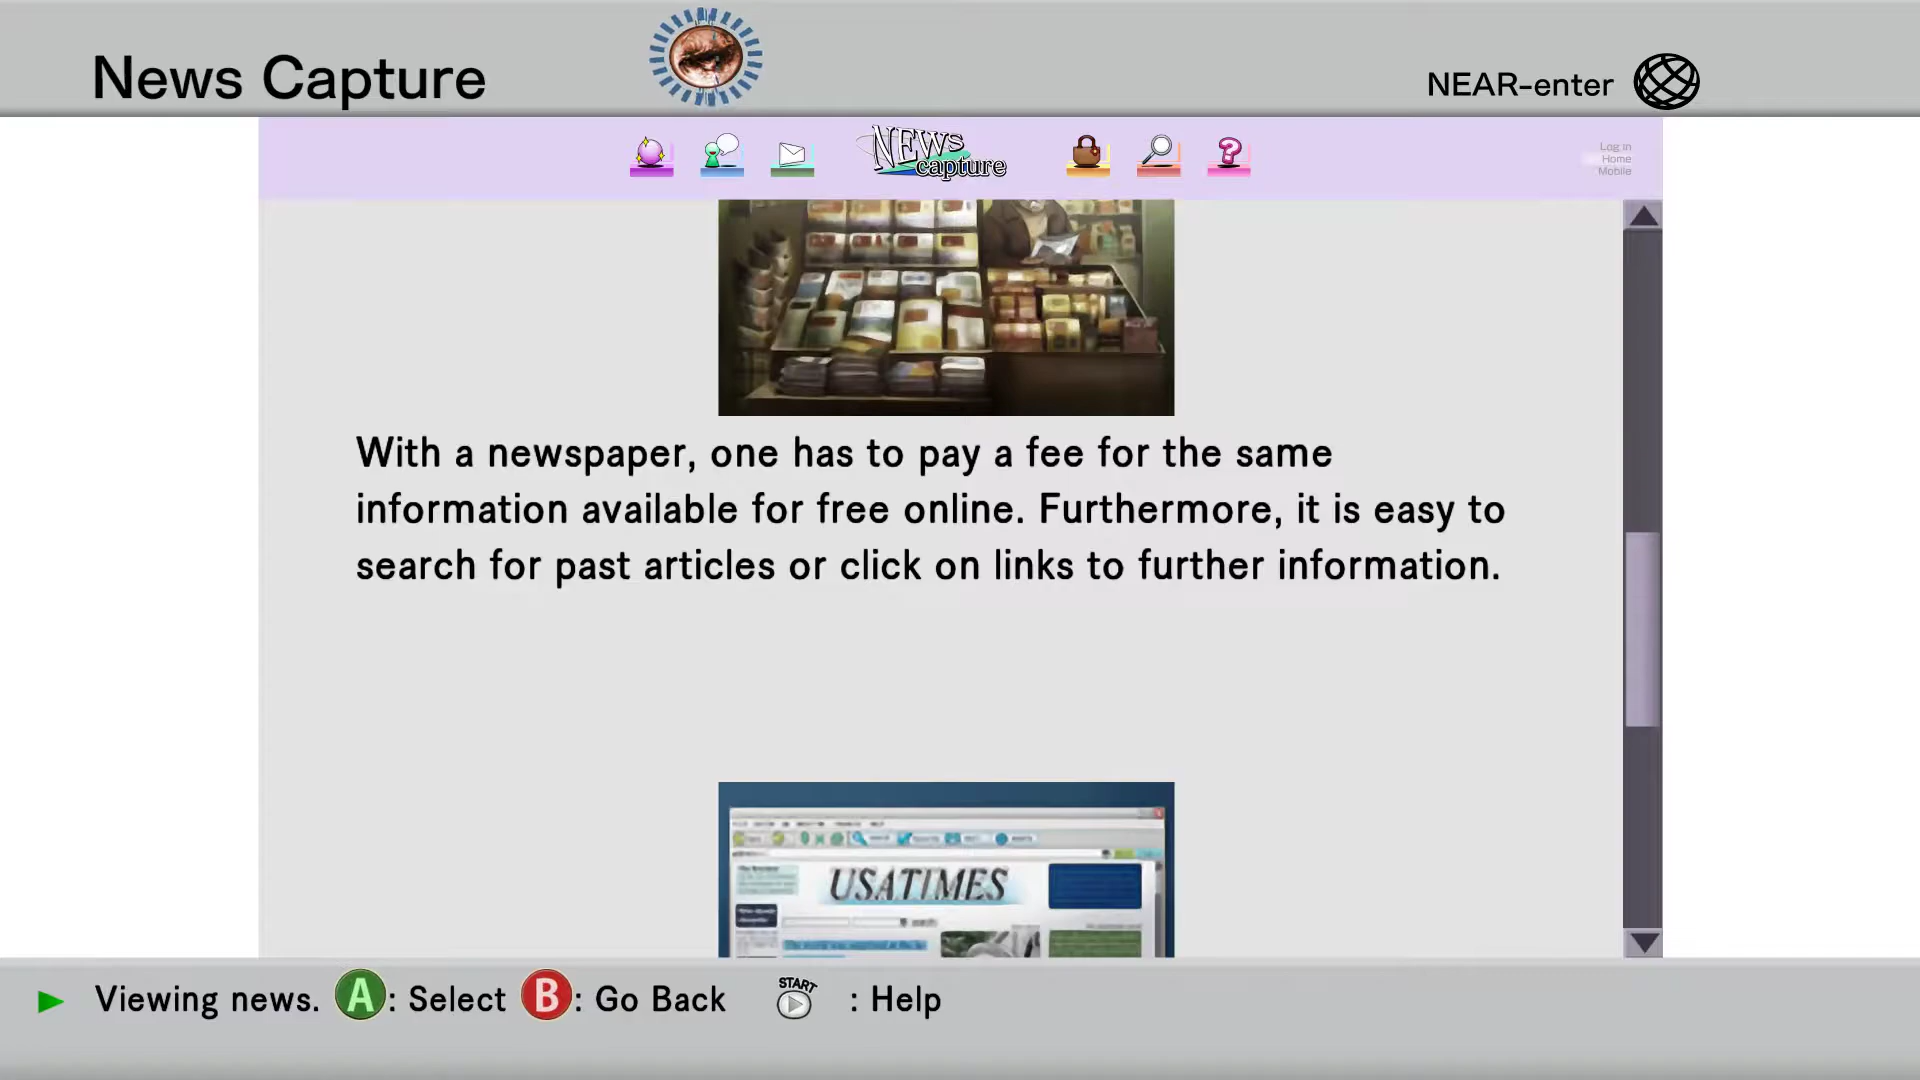 News Capture
NEAR-enter
NEWS
capture
Log in
Home
Mobile
With a newspaper, one has to pay a fee for the same
information available for free online. Furthermore, it is easy to
search for past articles or click on links to further information.
USATIMES
Viewing news. A : Select B : Go Back START : Help